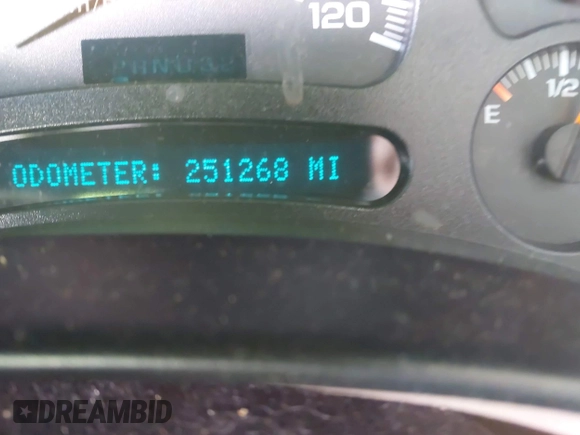 120
E 1/2
ODOMETER: 251268 MI
DREAMBID